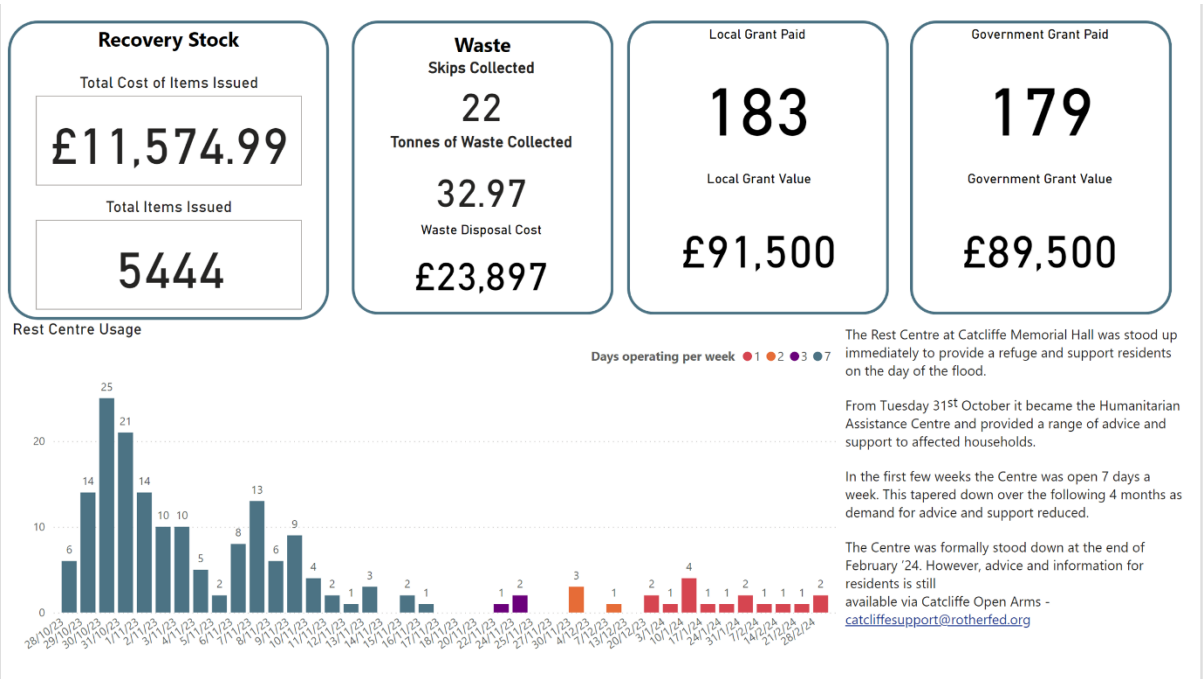 Recovery Stock
Total Cost of Items Issued
£11,574.99
Total Items Issued
5444
Waste
Skips Collected
22
Tonnes of Waste Collected
32.97
Waste Disposal Cost
£23,897
Local Grant Paid
183
Local Grant Value
£91,500
Government Grant Paid
179
Government Grant Value
£89,500
Rest Centre Usage
Days operating per week 1 2 3 7
20
10
0
6 14 25 21 14 10 10 5 2 8 13 6 9 4 2 1 3 2 1 1 2 3 1 2 1 4 1 1 2 1 1 1 2
28/10/23 29/10/23 30/10/23 31/10/23 1/11/23 2/11/23 3/11/23 4/11/23 5/11/23 6/11/23 7/11/23 8/11/23 9/11/23 10/11/23 11/11/23 12/11/23 13/11/23 14/11/23 15/11/23 16/11/23 17/11/23 18/11/23 20/11/23 22/11/23 24/11/23 25/11/23 27/11/23 30/11/23 4/12/23 7/12/23 13/12/23 20/12/23 3/1/24 10/1/24 17/1/24 24/1/24 31/1/24 7/2/24 14/2/24 21/2/24 28/2/24
The Rest Centre at Catcliffe Memorial Hall was stood up
immediately to provide a refuge and support residents
on the day of the flood.
From Tuesday 31st October it became the Humanitarian
Assistance Centre and provided a range of advice and
support to affected households.
In the first few weeks the Centre was open 7 days a
week. This tapered down over the following 4 months as
demand for advice and support reduced.
The Centre was formally stood down at the end of
February '24. However, advice and information for
residents is still
available via Catcliffe Open Arms -
catcliffesupport@rotherfed.org